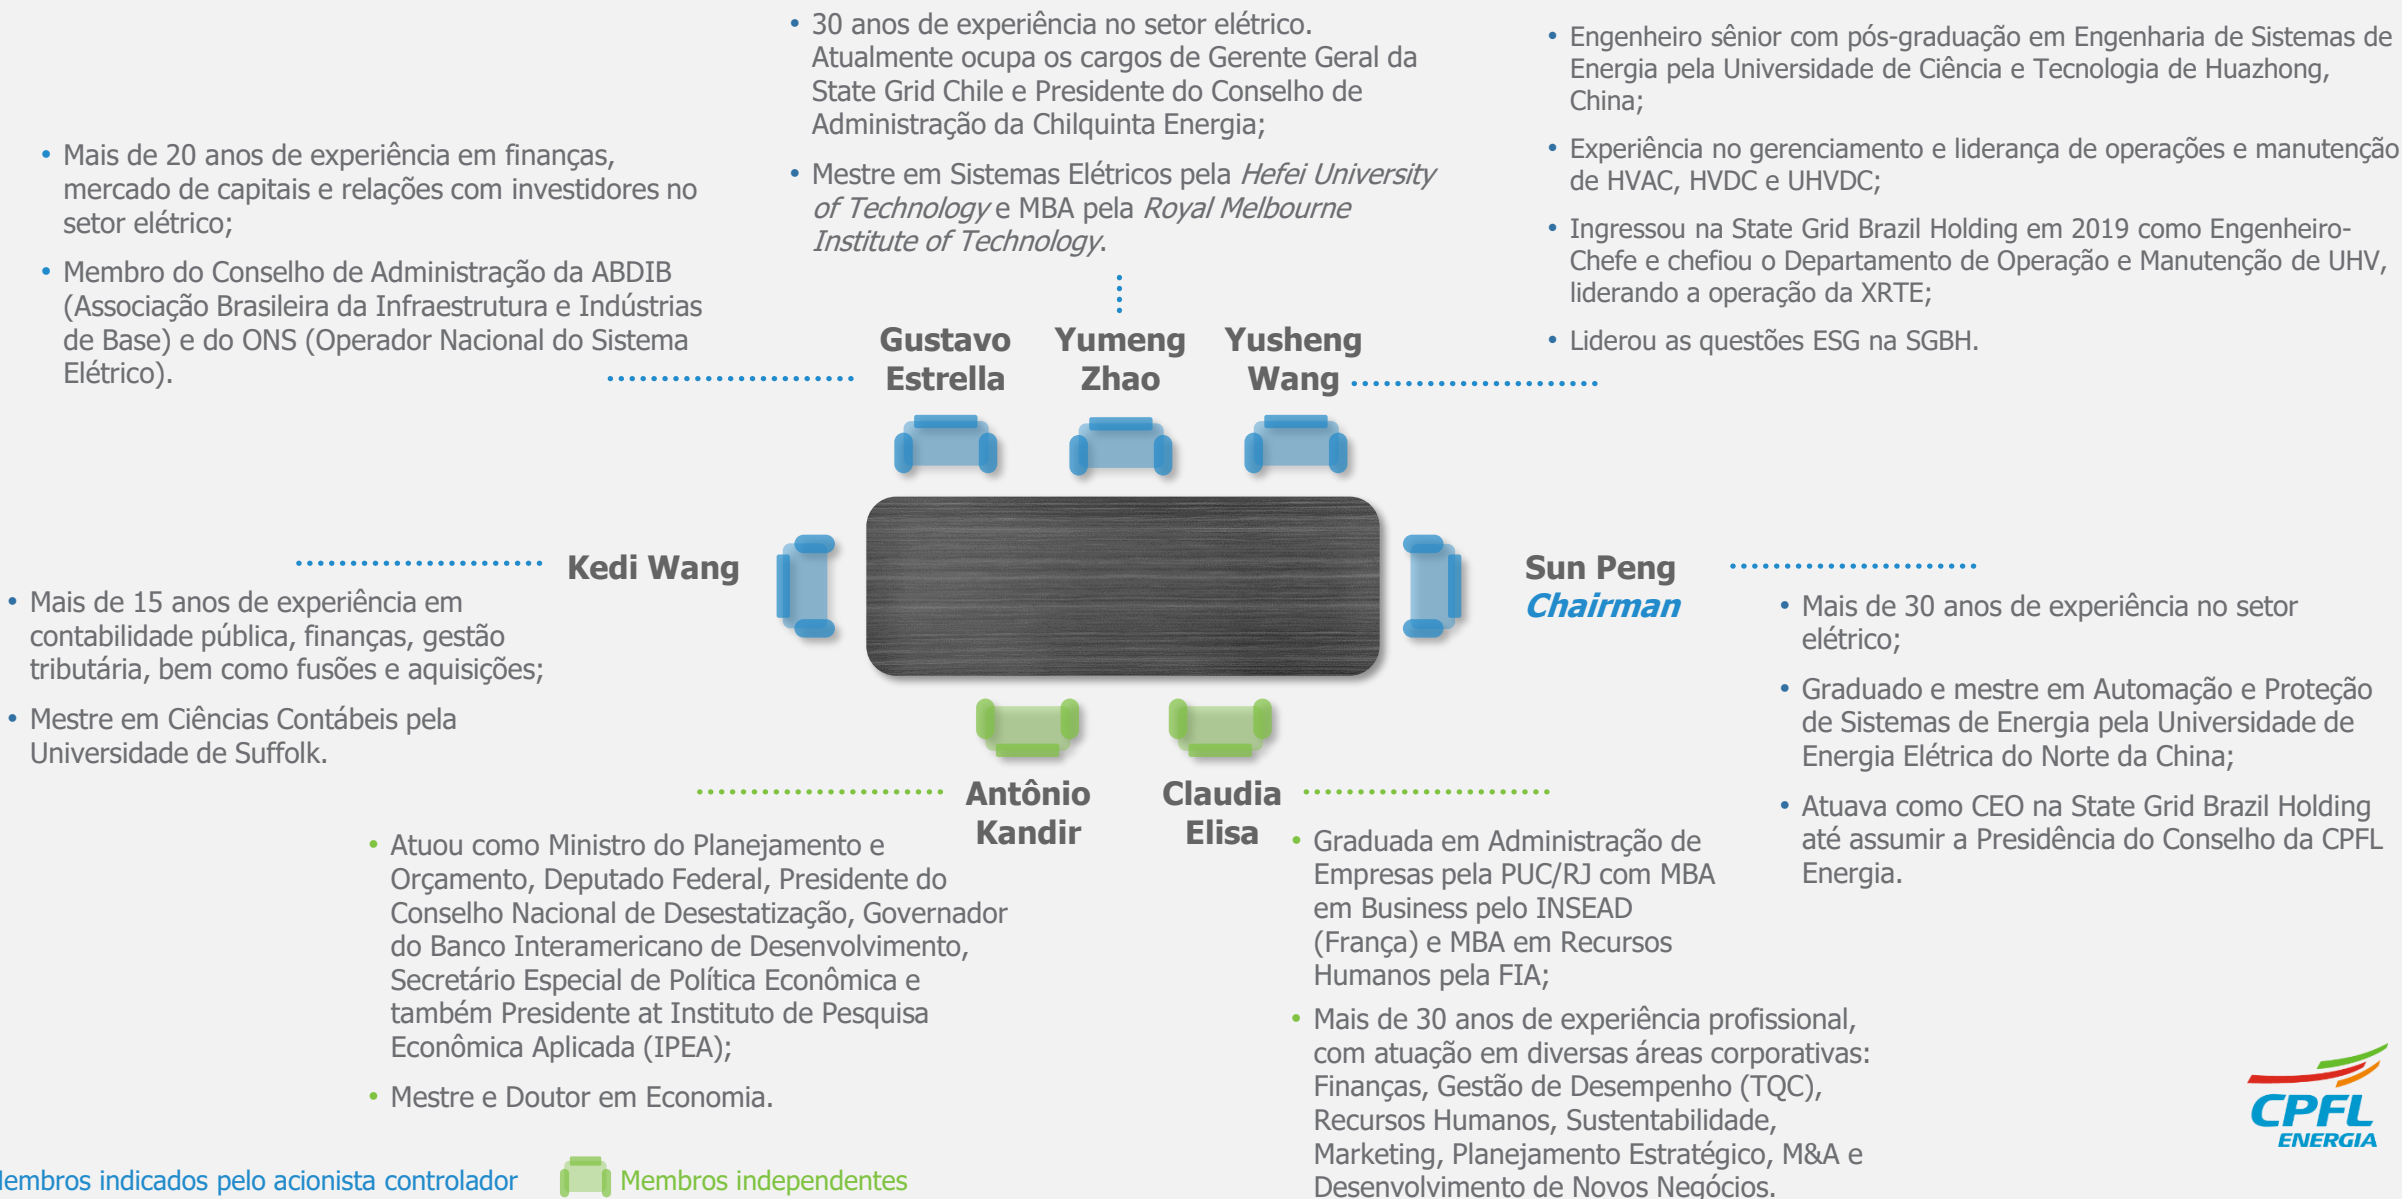 • Mais de 20 anos de experiência em finanças,
mercado de capitais e relações com investidores no
setor elétrico;
• Membro do Conselho de Administração da ABDIB
(Associação Brasileira da Infraestrutura e Indústrias
de Base) e do ONS (Operador Nacional do Sistema
Elétrico).
• 30 anos de experiência no setor elétrico.
Atualmente ocupa os cargos de Gerente Geral da
State Grid Chile e Presidente do Conselho de
Administração da Chilquinta Energia;
• Mestre em Sistemas Elétricos pela Hefei University
of Technology e MBA pela Royal Melbourne
Institute of Technology.
• Engenheiro sênior com pós-graduação em Engenharia de Sistemas de
Energia pela Universidade de Ciência e Tecnologia de Huazhong,
China;
• Experiência no gerenciamento e liderança de operações e manutenção
de HVAC, HVDC e UHVDC;
• Ingressou na State Grid Brazil Holding em 2019 como Engenheiro-
Chefe e chefiou o Departamento de Operação e Manutenção de UHV,
liderando a operação da XRTE;
• Liderou as questões ESG na SGBH.
Gustavo
Estrella
Yumeng
Zhao
Yusheng
Wang
Kedi Wang
• Mais de 15 anos de experiência em
contabilidade pública, finanças, gestão
tributária, bem como fusões e aquisições;
• Mestre em Ciências Contábeis pela
Universidade de Suffolk.
Sun Peng
Chairman
• Mais de 30 anos de experiência no setor
elétrico;
• Graduado e mestre em Automação e Proteção
de Sistemas de Energia pela Universidade de
Energia Elétrica do Norte da China;
• Atuava como CEO na State Grid Brazil Holding
até assumir a Presidência do Conselho da CPFL
Energia.
Antônio
Kandir
• Atuou como Ministro do Planejamento e
Orçamento, Deputado Federal, Presidente do
Conselho Nacional de Desestatização, Governador
do Banco Interamericano de Desenvolvimento,
Secretário Especial de Política Econômica e
também Presidente at Instituto de Pesquisa
Econômica Aplicada (IPEA);
• Mestre e Doutor em Economia.
Claudia
Elisa
• Graduada em Administração de
Empresas pela PUC/RJ com MBA
em Business pelo INSEAD
(França) e MBA em Recursos
Humanos pela FIA;
• Mais de 30 anos de experiência profissional,
com atuação em diversas áreas corporativas:
Finanças, Gestão de Desempenho (TQC),
Recursos Humanos, Sustentabilidade,
Marketing, Planejamento Estratégico, M&A e
Desenvolvimento de Novos Negócios.
CPFL
ENERGIA
indicados pelo acionista controlador
Membros independentes